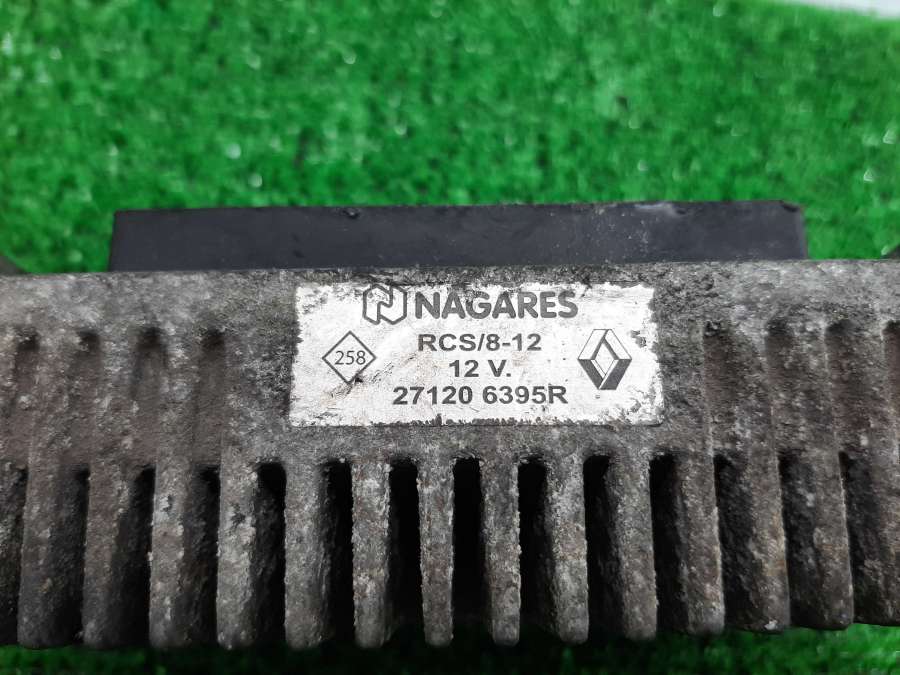 NAGARES
RCS/8-12
258
12 V.
27120 6395R